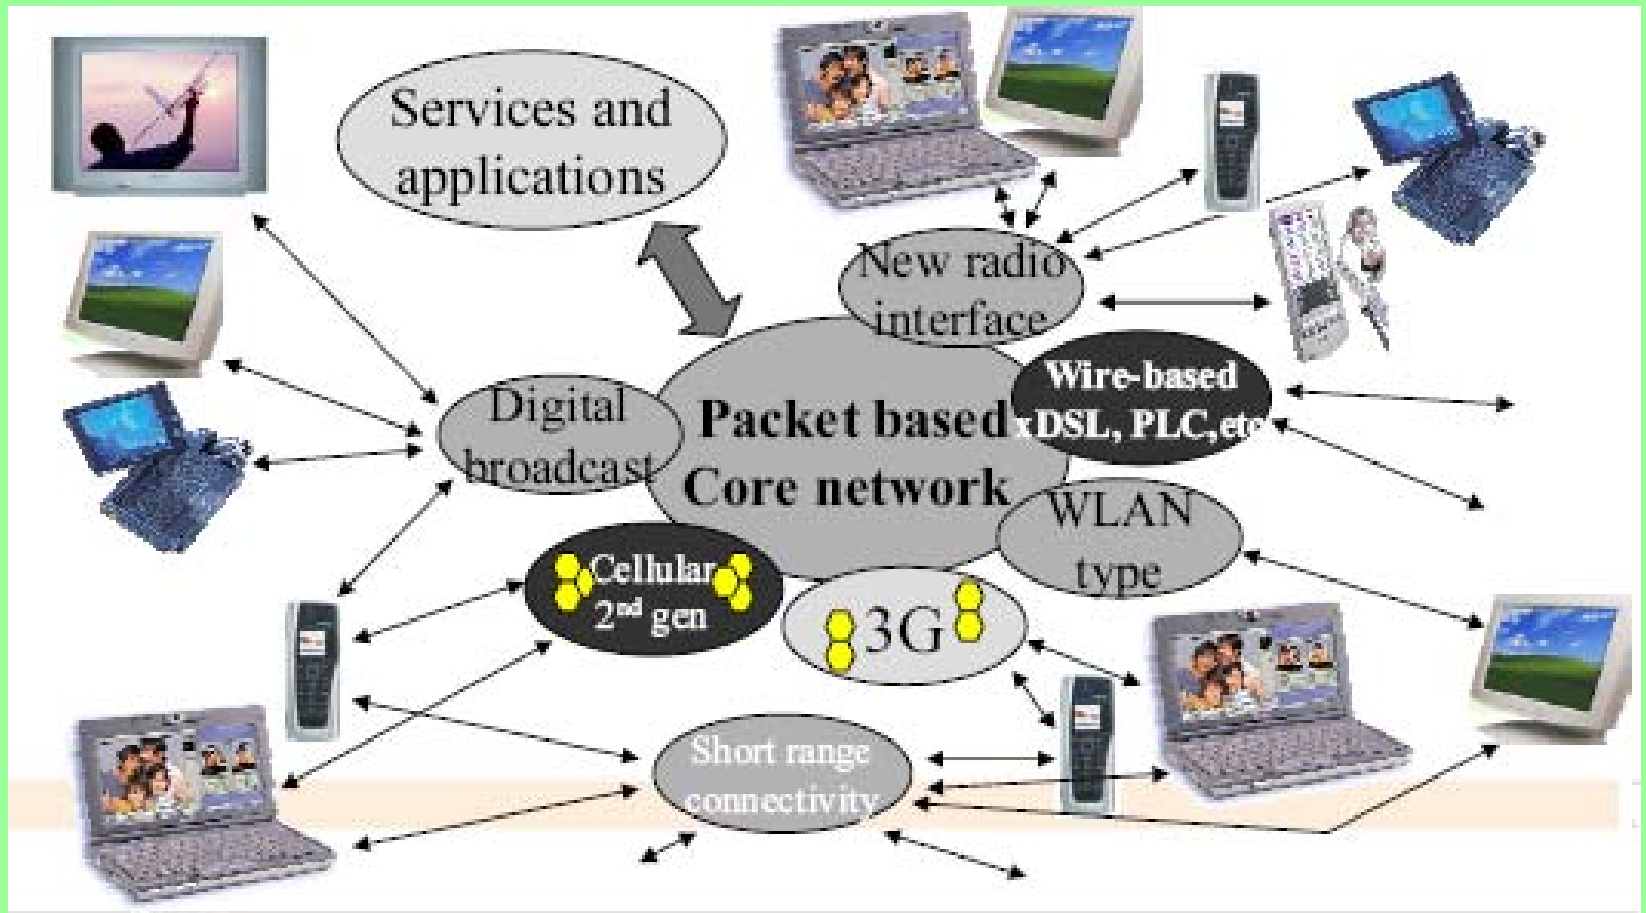 Services and
applications
New radio
interface
Wire-based
xDSL, PLC,etc
Digital
broadcast
Packet based
Core network
WLAN
type
Cellular
2nd gen
3G
Short range
connectivity